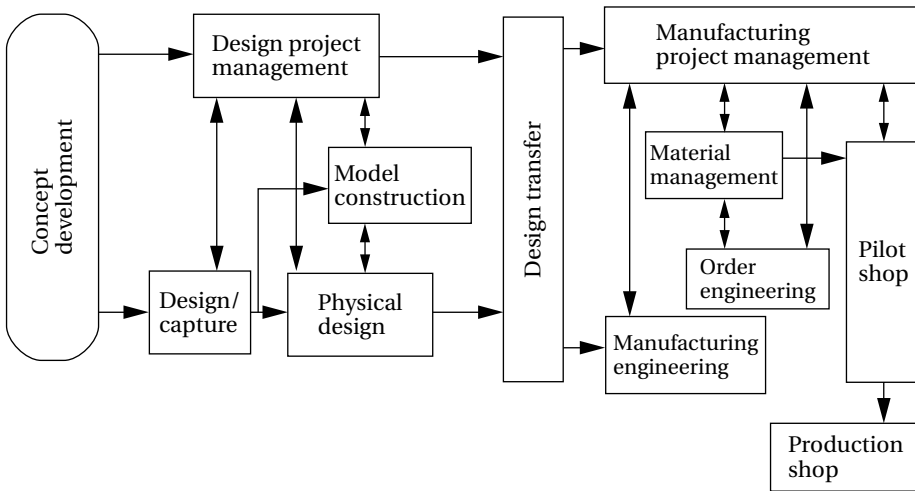 Concept
development
Design project
management
Model
construction
Design/
capture
Physical
design
Design transfer
Manufacturing
project management
Material
management
Order
engineering
Manufacturing
engineering
Pilot
shop
Production
shop